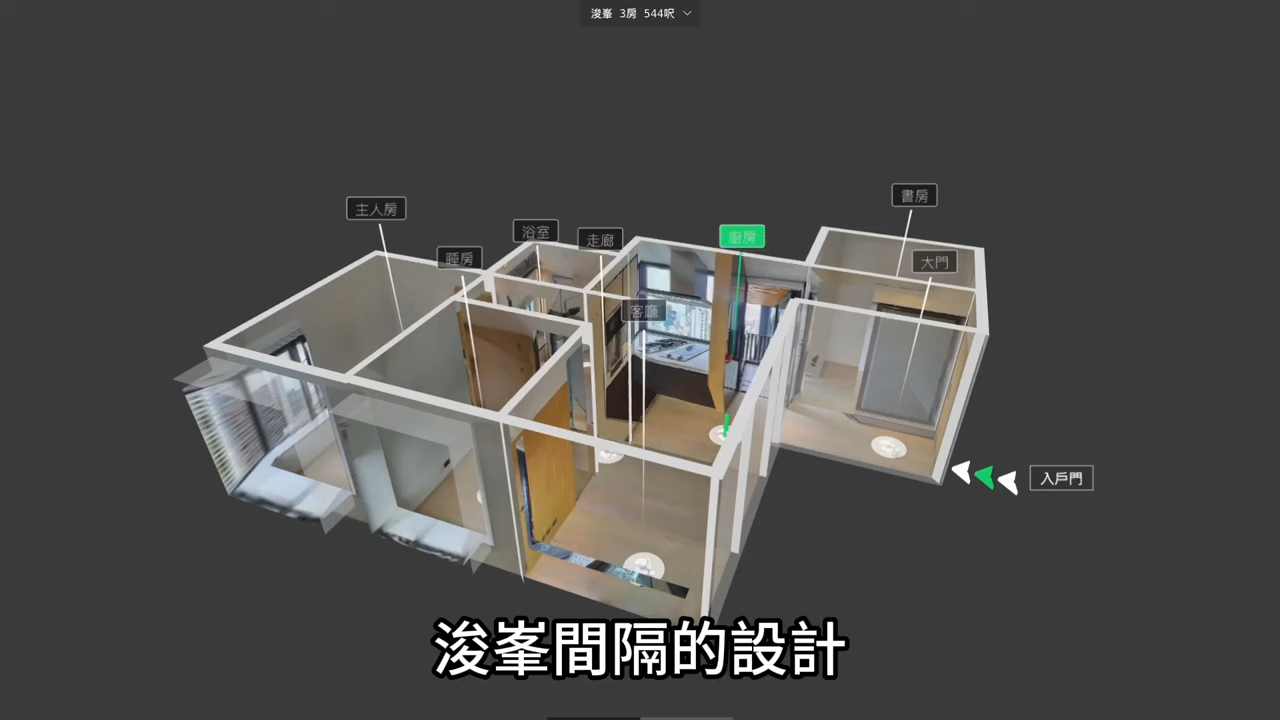 浚峯 3房 544呎
書房
主人房
浴室
走廊
廚房
睡房
大門
客廳
入戶門
浚峯間隔的設計